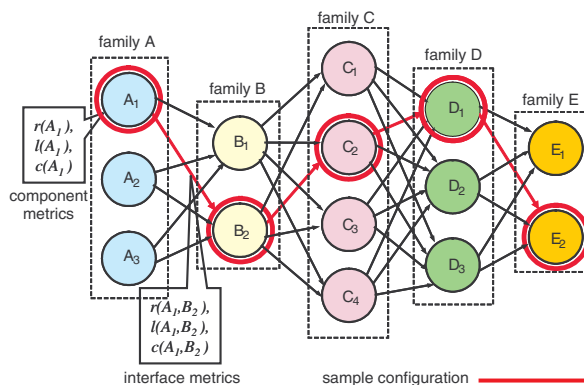 family A
family B
family C
family D
family E
A1
A2
A3
B1
B2
C1
C2
C3
C4
D1
D2
D3
E1
E2
r(A1),
l(A1),
c(A1)
component
metrics
r(A1,B2)
l(A1,B2),
c(A1,B2)
interface metrics
sample configuration